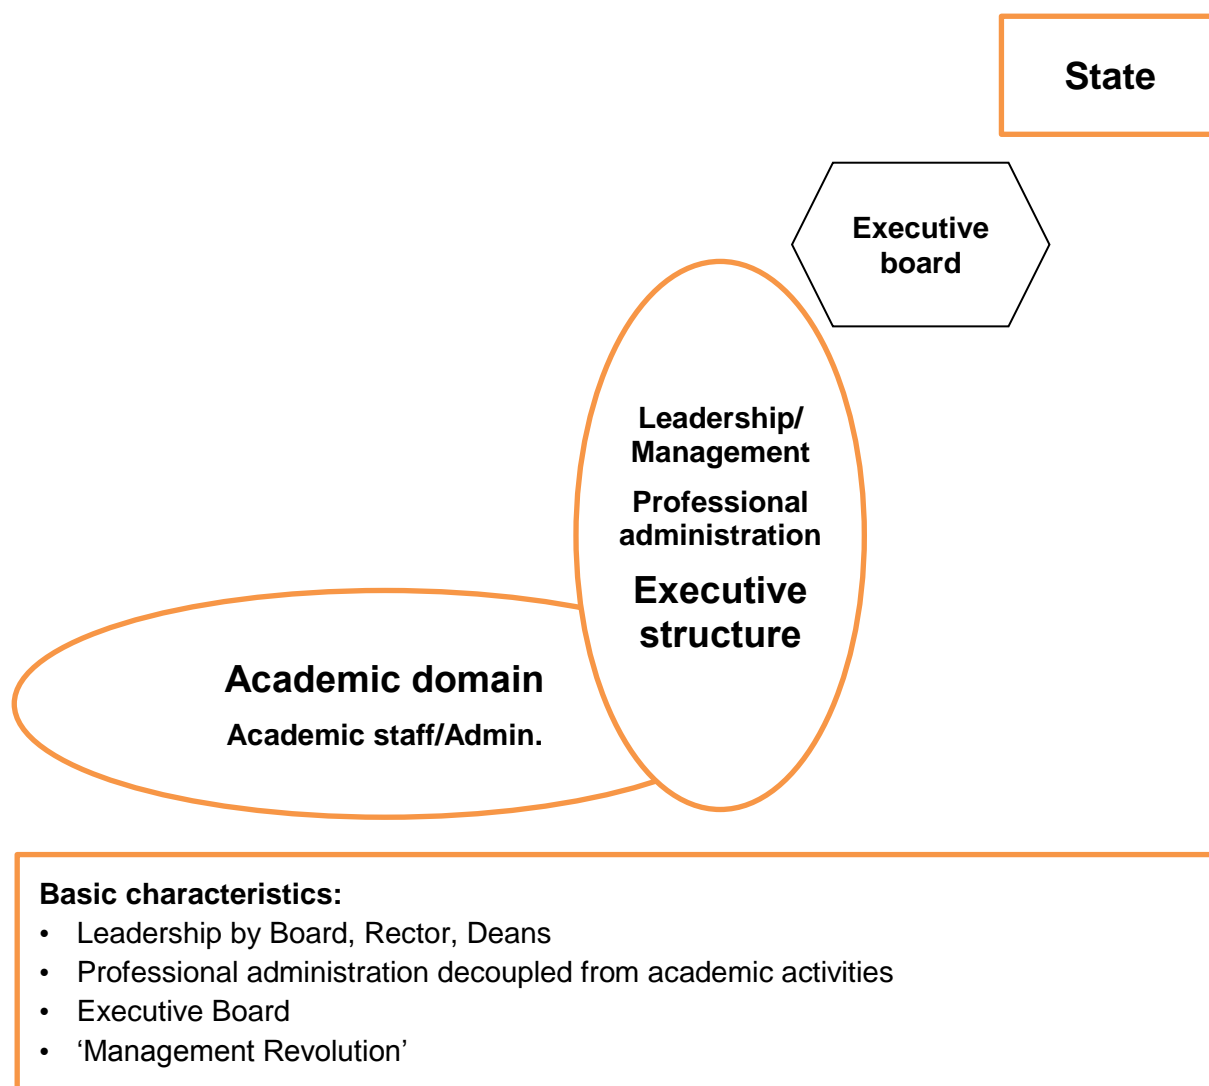 State
Executive
board
Leadership/
Management
Professional
administration
Executive
structure
Academic domain
Academic staff/Admin.
Basic characteristics:
• Leadership by Board, Rector, Deans
• Professional administration decoupled from academic activities
• Executive Board
• ‘Management Revolution’